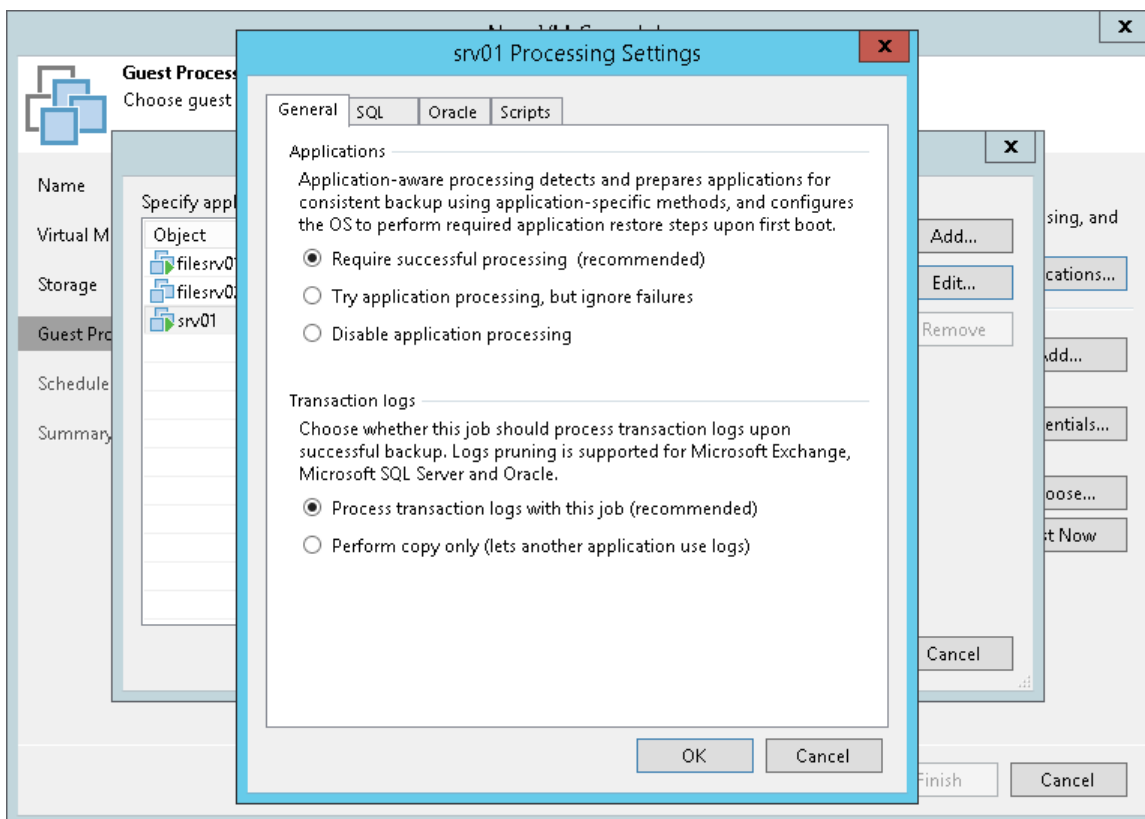 x
srv01 Processing Settings
x
Guest Process
Choose guest
x
General
SQL
Oracle
Scripts
Applications
Application-aware processing detects and prepares applications for
consistent backup using application-specific methods, and configures
the OS to perform required application restore steps upon first boot.
Require successful processing (recommended)
Try application processing, but ignore failures
Disable application processing
Transaction logs
Choose whether this job should process transaction logs upon
successful backup. Logs pruning is supported for Microsoft Exchange,
Microsoft SQL Server and Oracle.
Process transaction logs with this job (recommended)
Perform copy only (lets another application use logs)
OK
Cancel
Name
Virtual M
Storage
Guest Pro
Schedule
Summary
Specify appl
Object
filesrv01
filesrv02
srv01
Add...
Edit...
Remove
Cancel
sing, and
cations...
dd...
entials...
oose...
st Now
Finish
Cancel